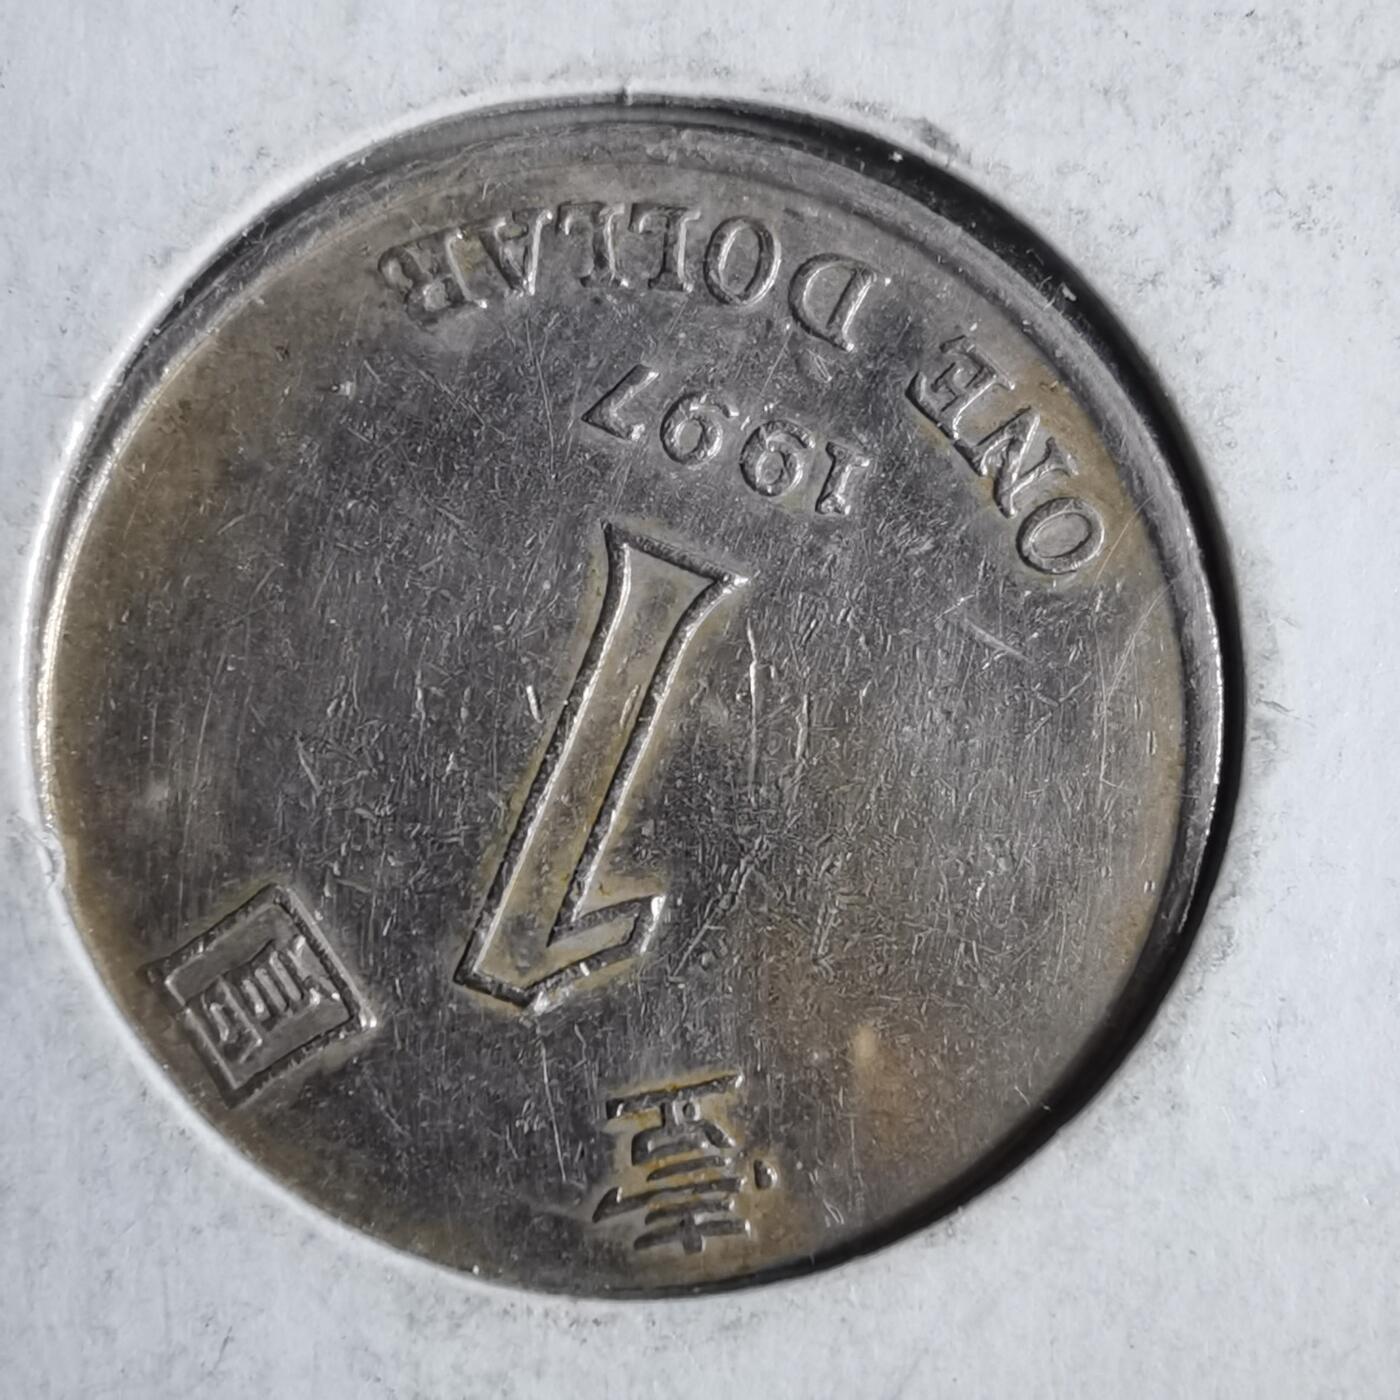 壹 圓
1
1997
ONE DOLLAR